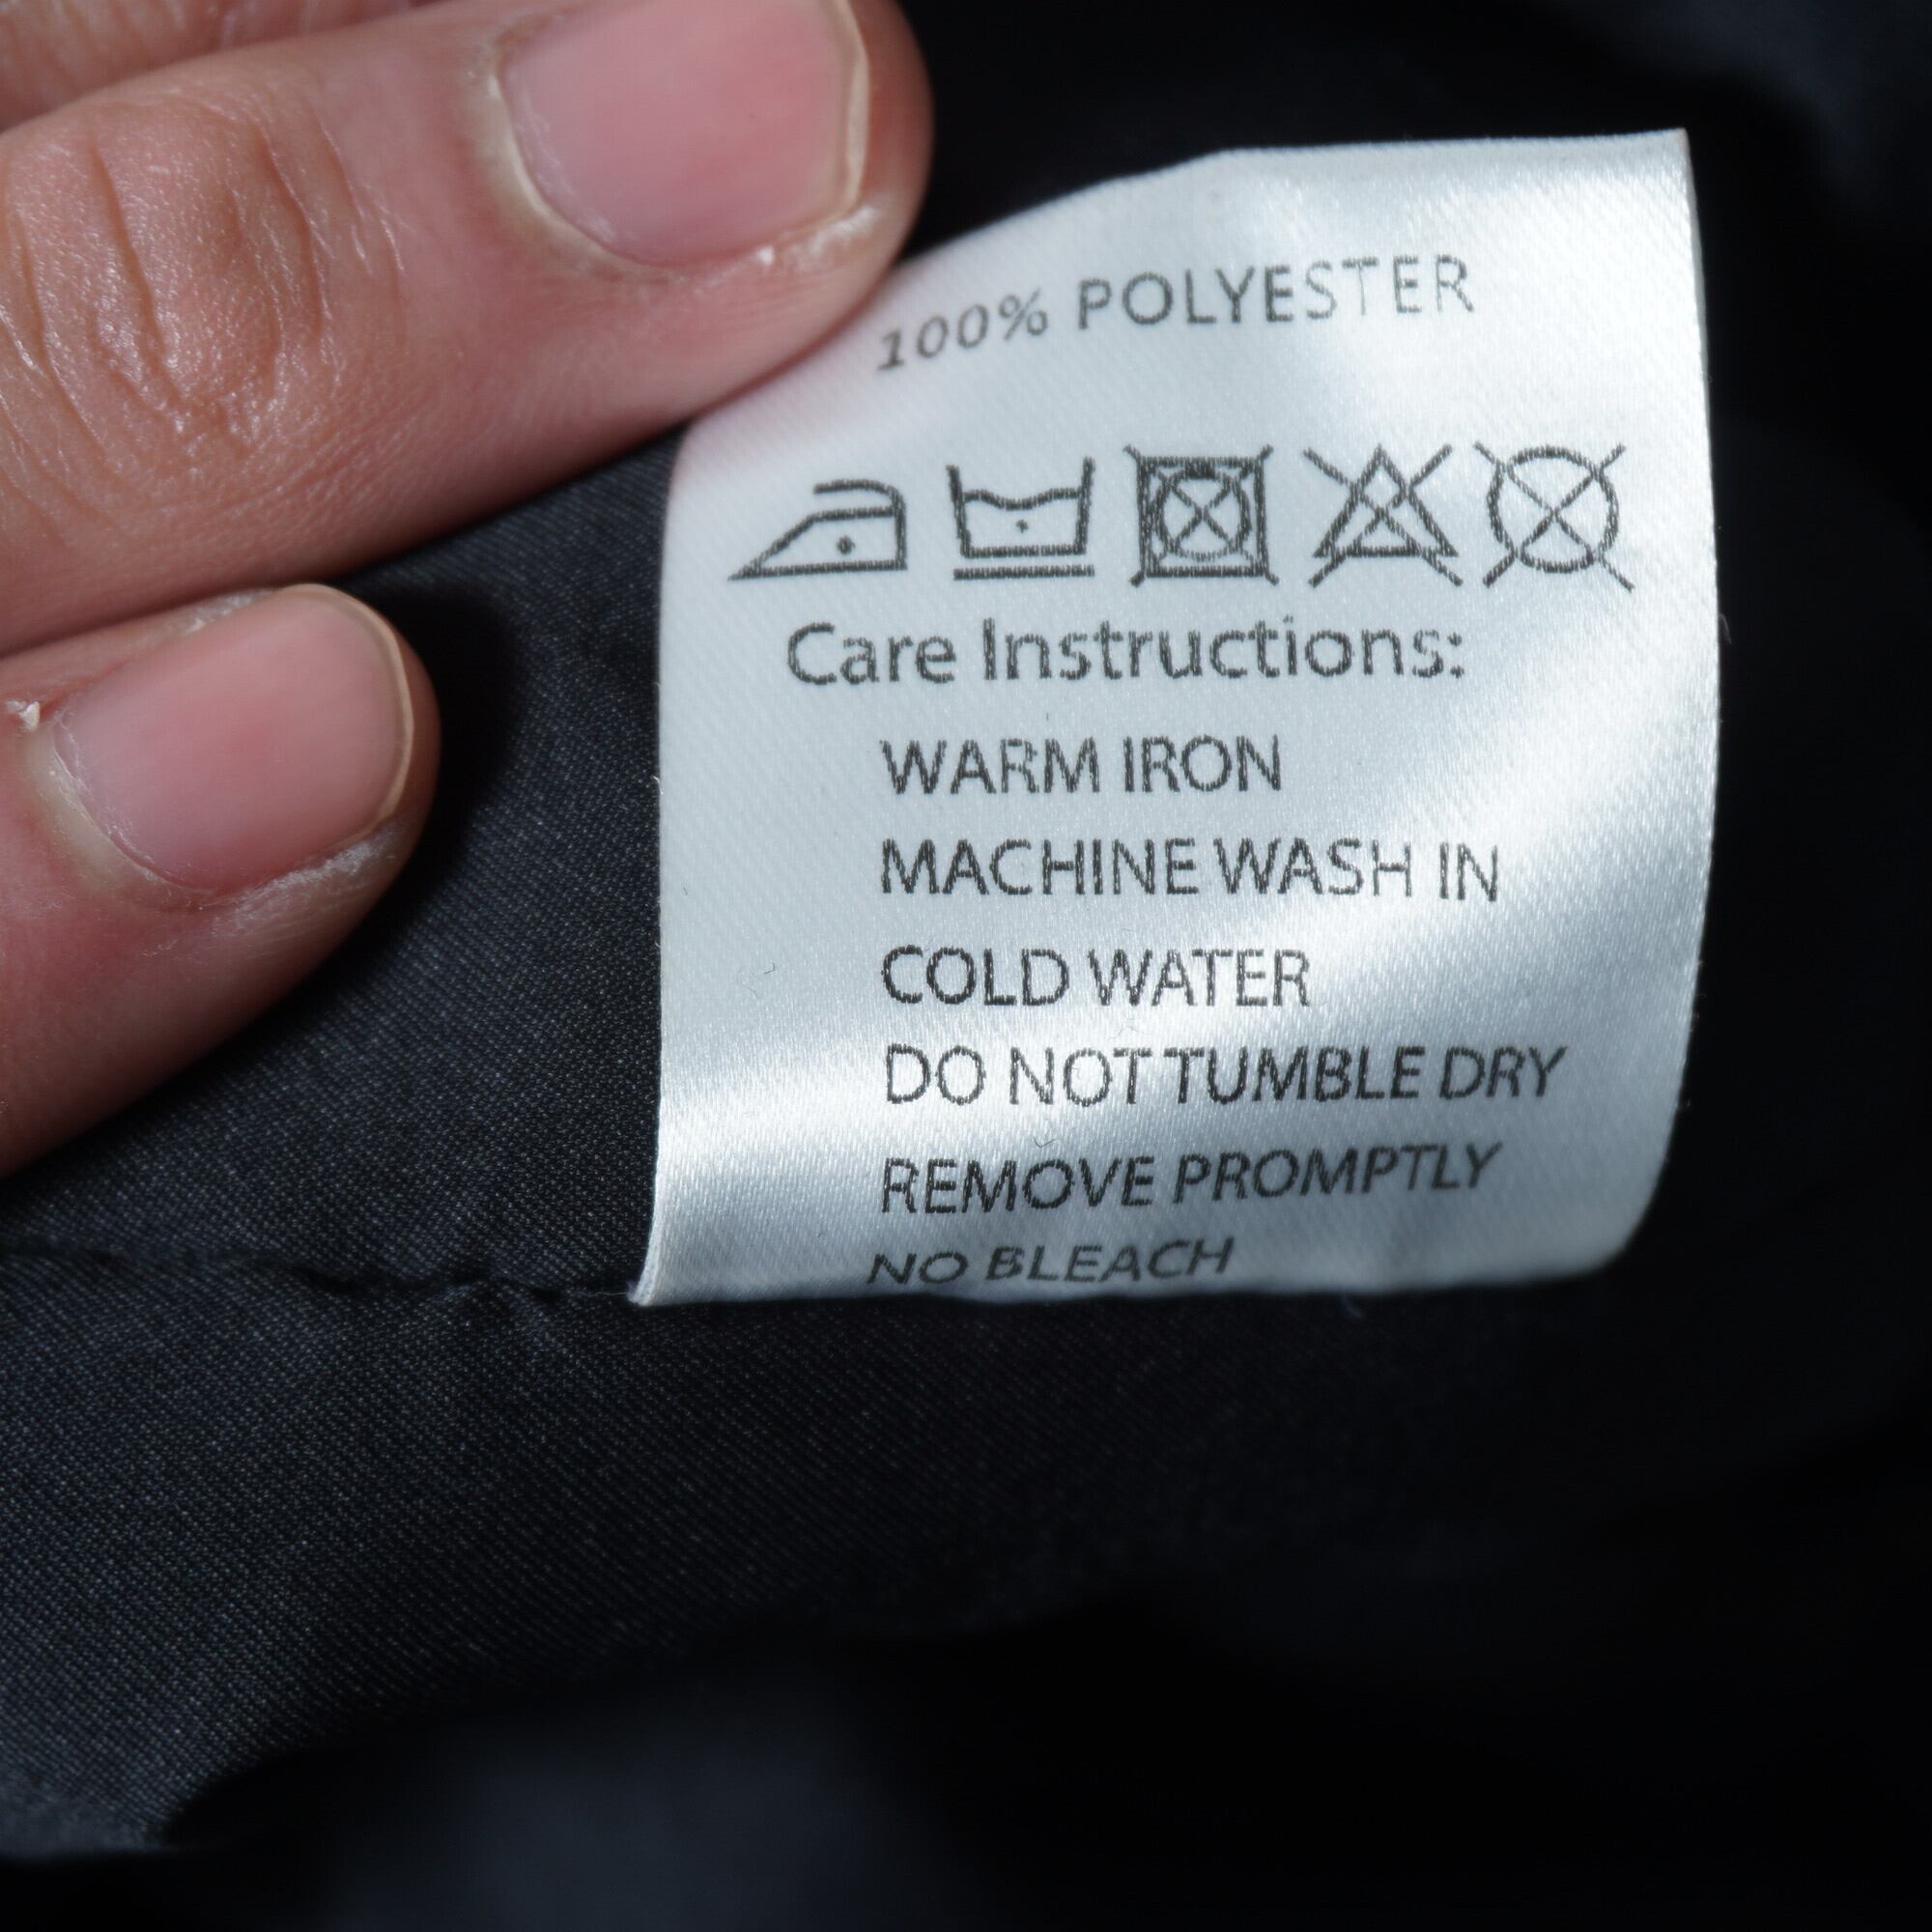 100% POLYESTER
Care Instructions:
WARM IRON
MACHINE WASH IN
COLD WATER
DO NOT TUMBLE DRY
REMOVE PROMPTLY
NO BLEACH